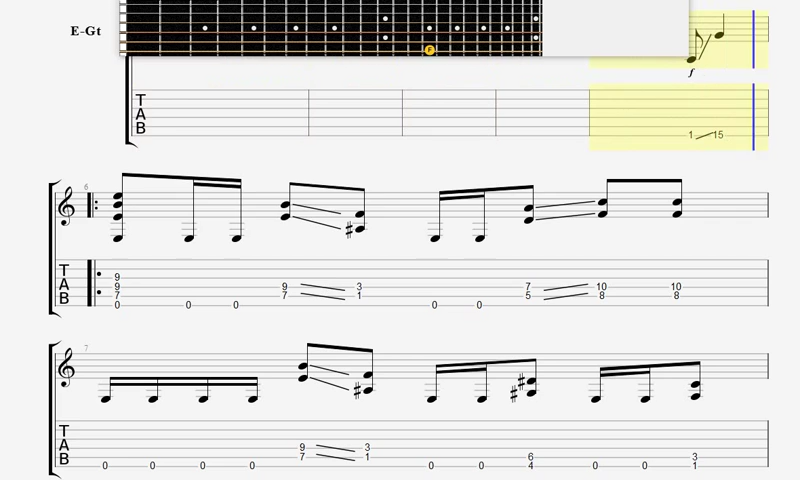 E-Gt
F
f
T
A
B
1 15
6
T
A
B
9
9 9 3 7 10 10
7 7 1 5 8 8
0 0 0 0 0
7
T
A
B
9 3
7 1 6 3
0 0 0 0 0 0 4 0 0 1